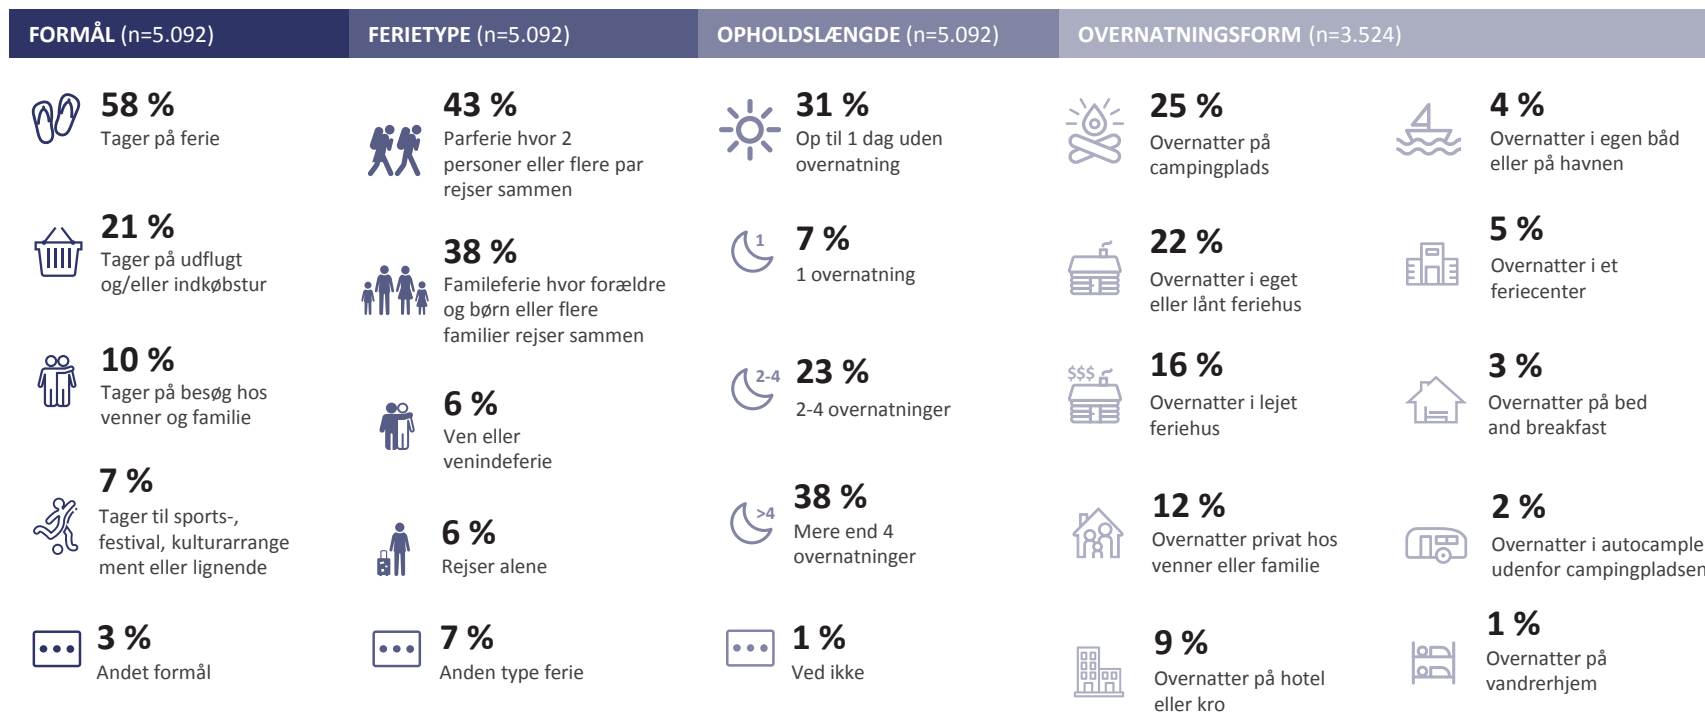 FORMÅL (n=5.092)
58 %
Tager på ferie
21 %
Tager på udflugt
og/eller indkøbstur
10 %
Tager på besøg hos
venner og familie
7 %
Tager til sports-,
festival, kulturarrange
ment eller lignende
3 %
Andet formål
FERIETYPE (n=5.092)
43 %
Parferie hvor 2
personer eller flere par
rejser sammen
38 %
Famileferie hvor forældre
og børn eller flere
familier rejser sammen
6 %
Ven eller
venindeferie
6 %
Rejser alene
7 %
Anden type ferie
OPHOLDSLÆNGDE (n=5.092)
31 %
Op til 1 dag uden
overnatning
1
7 %
1 overnatning
2-4
23 %
2-4 overnatninger
>4
38 %
Mere end 4
overnatninger
1 %
Ved ikke
OVERNATNINGSFORM (n=3.524)
25 %
Overnatter på
campingplads
22 %
Overnatter i eget
eller lånt feriehus
$$$
16 %
Overnatter i lejet
feriehus
12 %
Overnatter privat hos
venner eller familie
9 %
Overnatter på hotel
eller kro
4 %
Overnatter i egen båd
eller på havnen
5 %
Overnatter i et
feriecenter
3 %
Overnatter på bed
and breakfast
2 %
Overnatter i autocample
udenfor campingpladsen
1 %
Overnatter på
vandrerhjem